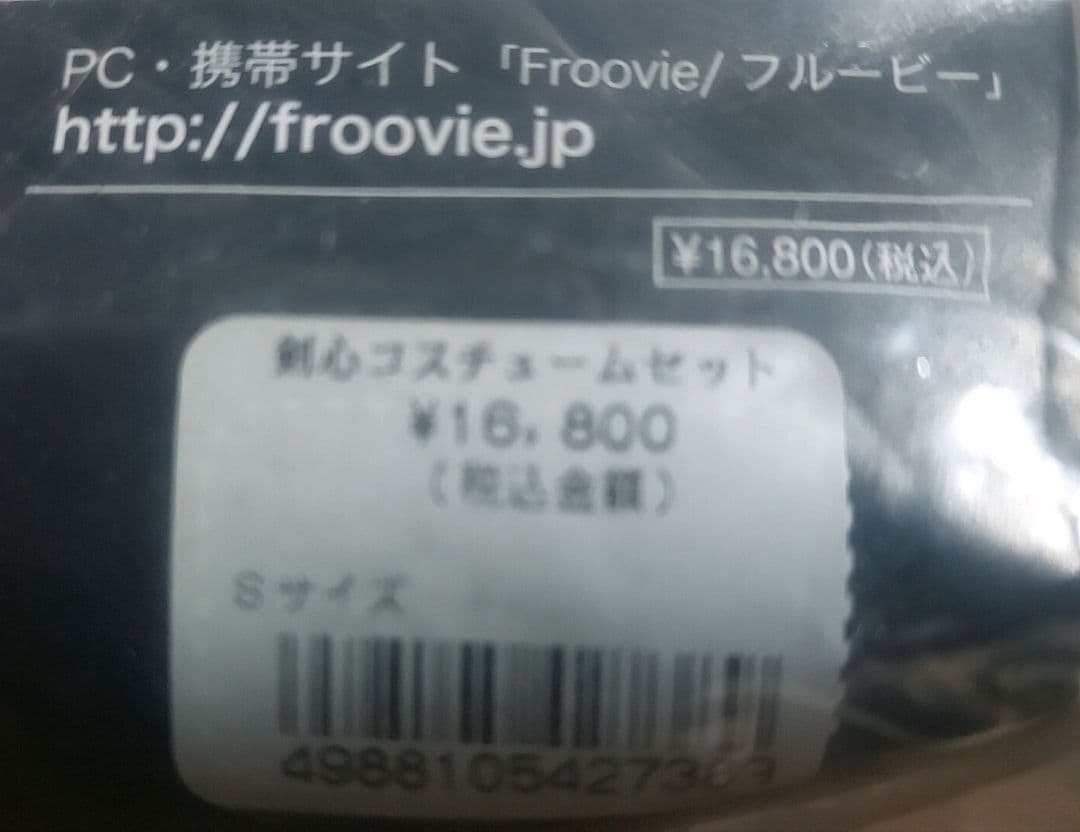 PC・携帯サイト「Froovie/ フルービー」
http://froovie.jp
¥16,800(税込)
剣心コスチュームセット
¥16, 800
(税込金額)
Sサイズ